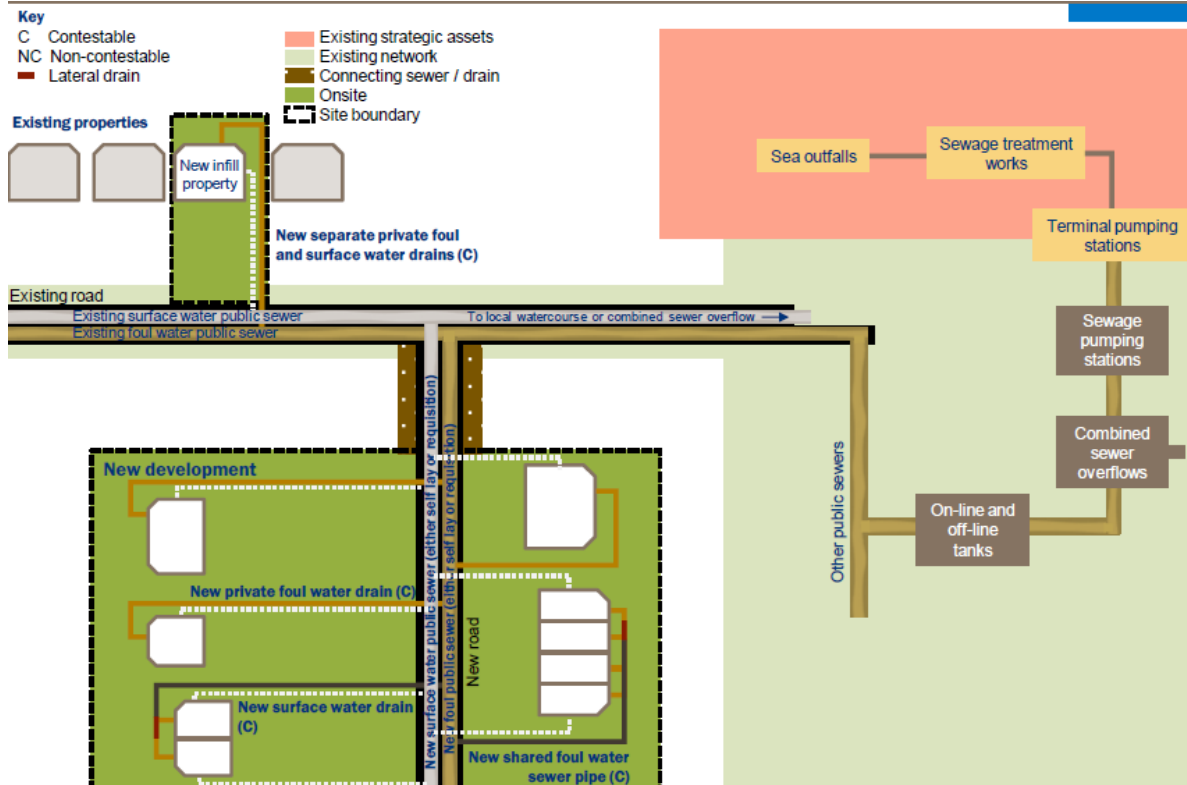 Key
C Contestable
NC Non-contestable
Lateral drain
Existing strategic assets
Existing network
Connecting sewer / drain
Onsite
Site boundary
Existing properties
New infill
property
New separate private foul
and surface water drains (C)
Sea outfalls
Sewage treatment
works
Terminal pumping
stations
Existing road
Existing surface water public sewer
To local watercourse or combined sewer overflow
Existing foul water public sewer
Sewage
pumping
stations
Combined
sewer
overflows
On-line and
off-line
tanks
Other public sewers
New development
New surface water public sewer (either self lay or requisition)
New foul public sewer (either self lay or requisition)
New road
New private foul water drain (C)
New surface water drain
(C)
New shared foul water
sewer pipe (C)